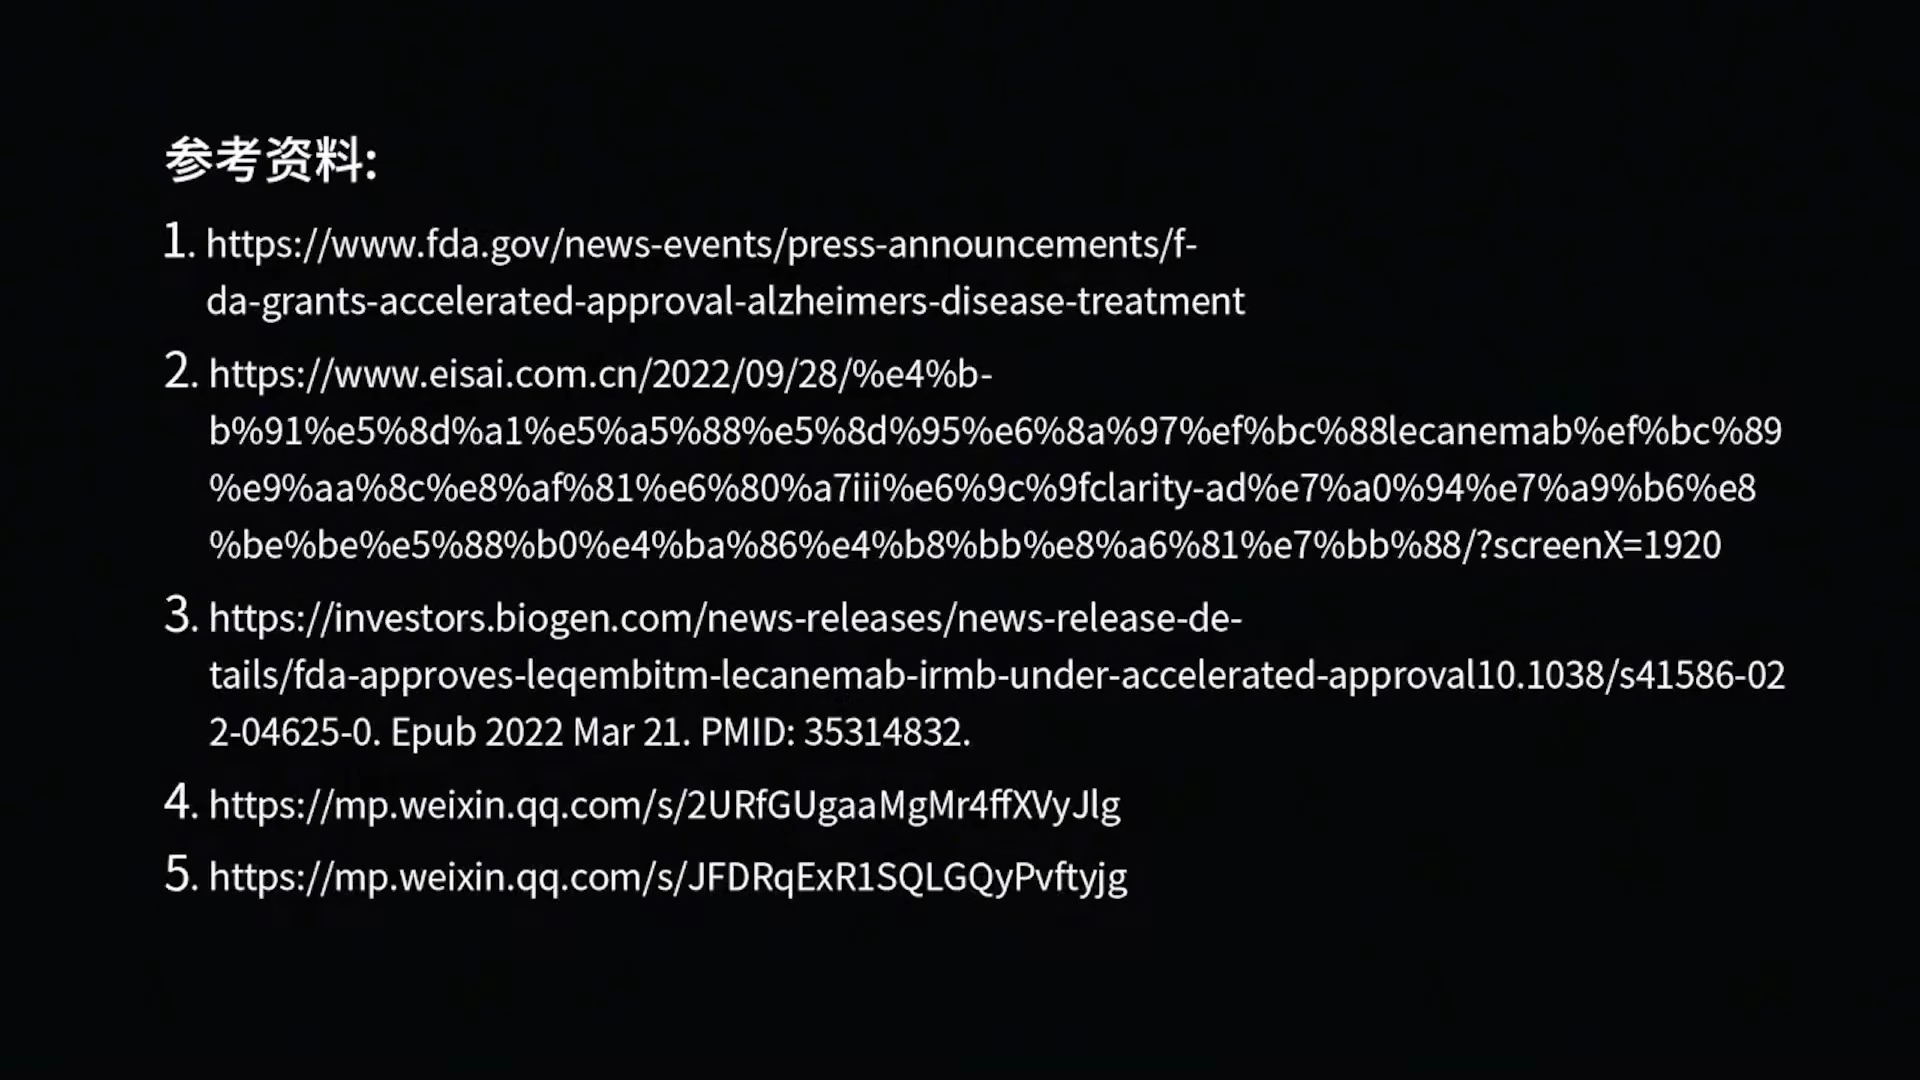 参考资料:
1. https://www.fda.gov/news-events/press-announcements/f-
da-grants-accelerated-approval-alzheimers-disease-treatment
2. https://www.eisai.com.cn/2022/09/28/%e4%b-
b%91%e5%8d%a1%e5%a5%88%e5%8d%95%e6%8a%97%ef%bc%88lecanemab%ef%bc%89
%e9%aa%8c%e8%af%81%e6%80%a7iii%e6%9c%9fclarity-ad%e7%a0%94%e7%a9%b6%e8
%be%be%e5%88%b0%e4%ba%86%e4%b8%bb%e8%a6%81%e7%bb%88/?screenX=1920
3. https://investors.biogen.com/news-releases/news-release-de-
tails/fda-approves-leqembitm-lecanemab-irmb-under-accelerated-approval10.1038/s41586-02
2-04625-0. Epub 2022 Mar 21. PMID: 35314832.
4. https://mp.weixin.qq.com/s/2URfGUgaaMgMr4ffXVyJlg
5. https://mp.weixin.qq.com/s/JFDRqExR1SQLGQyPvftyjg